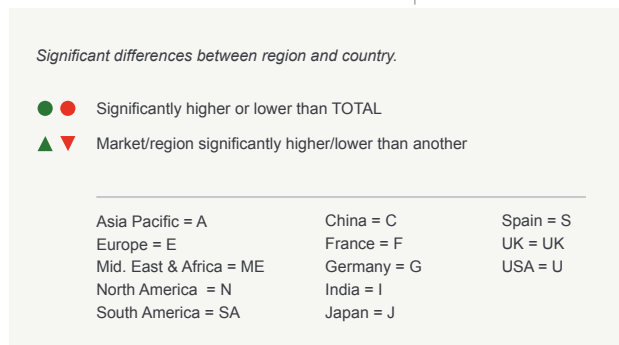 Significant differences between region and country.
Significantly higher or lower than TOTAL
Market/region significantly higher/lower than another
Asia Pacific = A
Europe = E
Mid. East & Africa = ME
North America  = N
South America = SA
China = C
France = F
Germany = G
India = I
Japan = J
Spain = S
UK = UK
USA = U